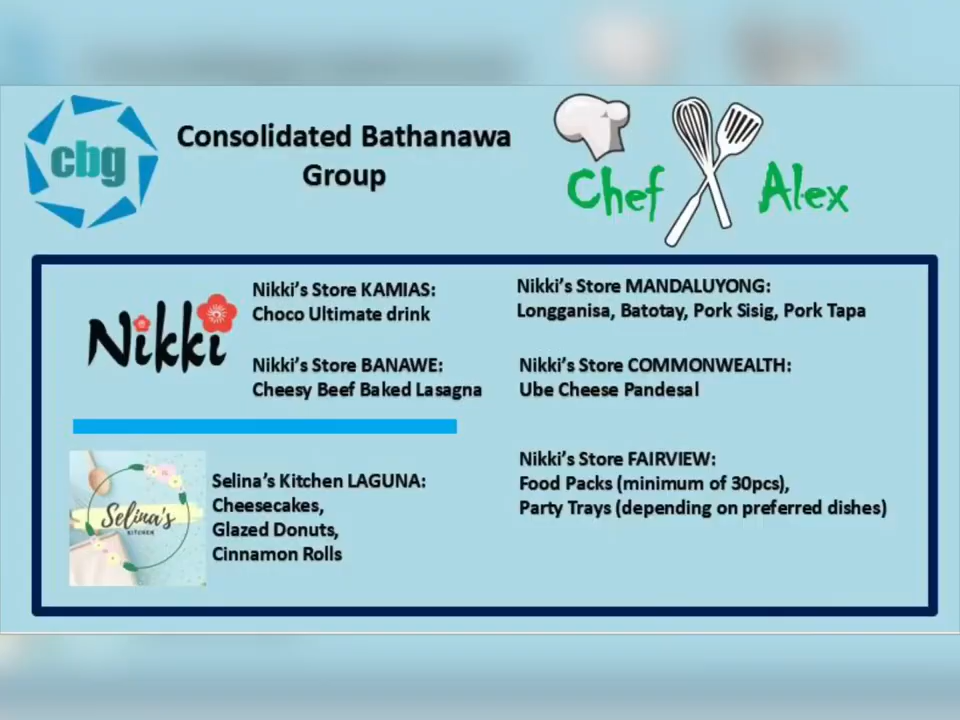 cbg
Consolidated Bathanawa
Group
Chef Alex
Nikki
Nikki's Store KAMIAS:
Choco Ultimate drink
Nikki's Store BANAWE:
Cheesy Beef Baked Lasagna
Selina's
KITCHEN
Selina's Kitchen LAGUNA:
Cheesecakes,
Glazed Donuts,
Cinnamon Rolls
Nikki's Store MANDALUYONG:
Longganisa, Batotay, Pork Sisig, Pork Tapa
Nikki's Store COMMONWEALTH:
Ube Cheese Pandesal
Nikki's Store FAIRVIEW:
Food Packs (minimum of 30pcs),
Party Trays (depending on preferred dishes)